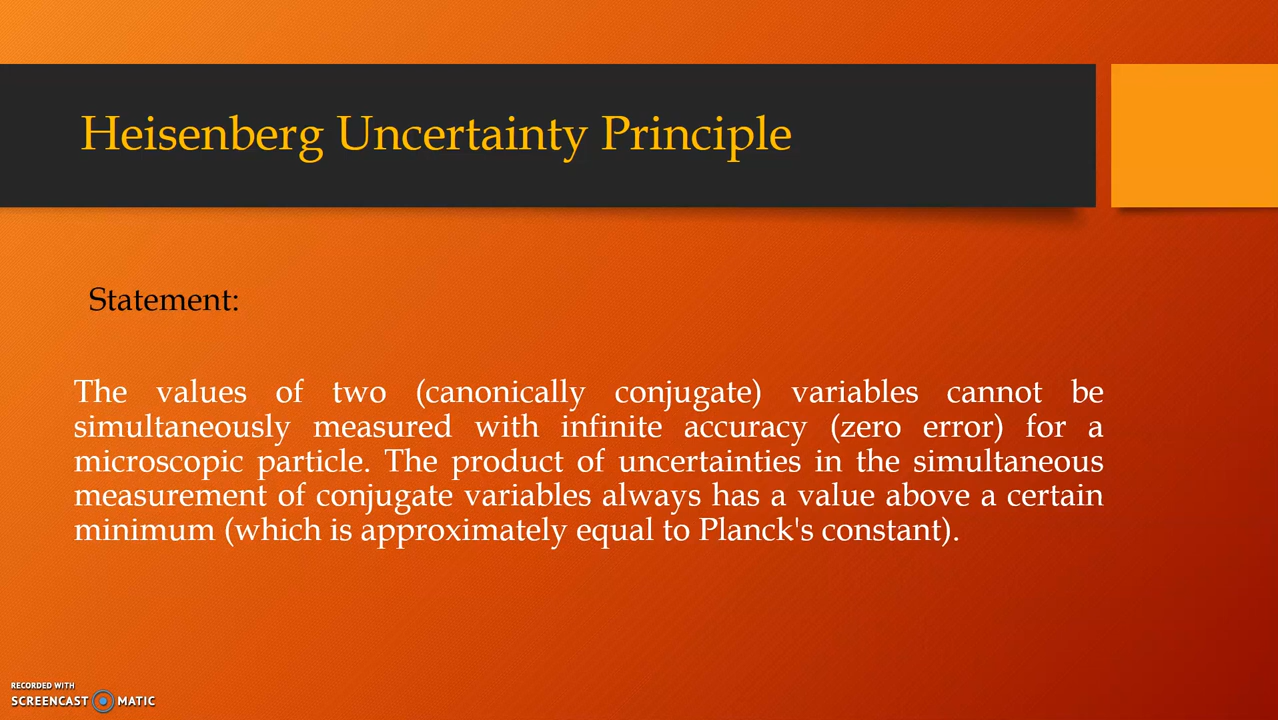 Heisenberg Uncertainty Principle
Statement:
The values of two (canonically conjugate) variables cannot be
simultaneously measured with infinite accuracy (zero error) for a
microscopic particle. The product of uncertainties in the simultaneous
measurement of conjugate variables always has a value above a certain
minimum (which is approximately equal to Planck's constant).
RECORDED WITH
SCREENCAST MATIC